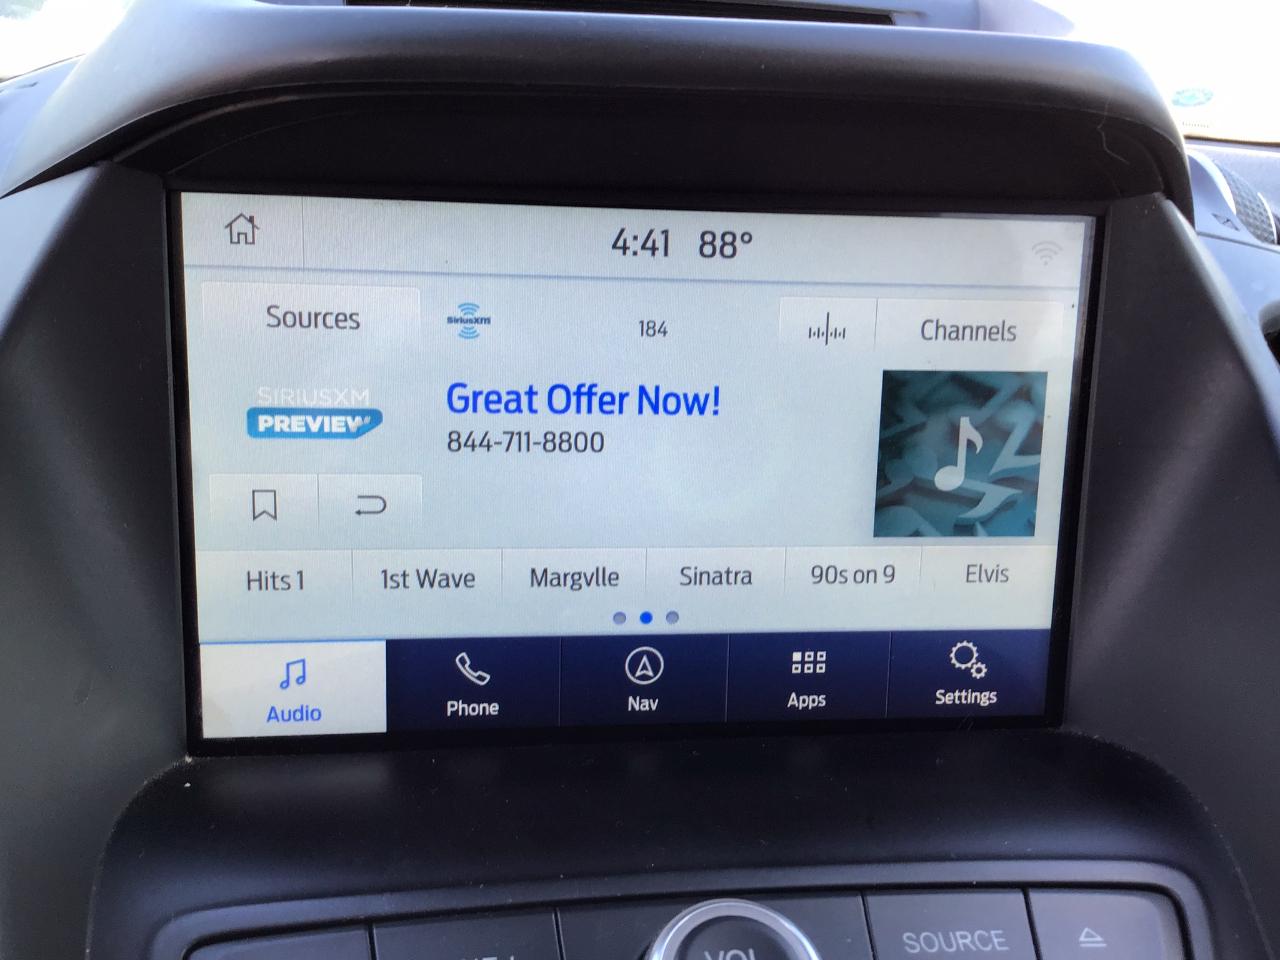 4:41 88°
Sources
SiriusXM
184
Channels
SIRIUSXM
PREVIEW
Great Offer Now!
844-711-8800
Hits 1
1st Wave
Margvlle
Sinatra
90s on 9
Elvis
Audio
Phone
Nav
Apps
Settings
VOL
SOURCE